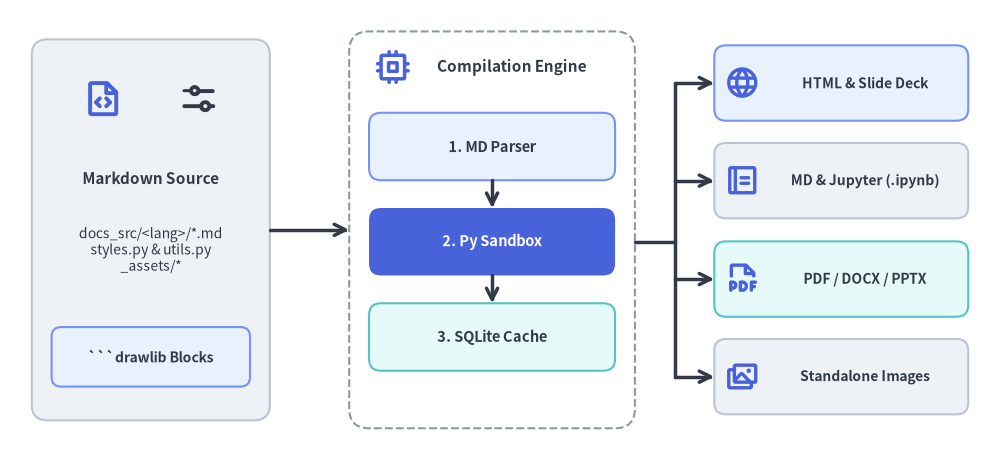 Markdown Source
docs_src/<lang>/*.md
styles.py & utils.py
_assets/*
```drawlib Blocks
Compilation Engine
1. MD Parser
2. Py Sandbox
3. SQLite Cache
HTML & Slide Deck
MD & Jupyter (.ipynb)
PDF
PDF / DOCX / PPTX
Standalone Images